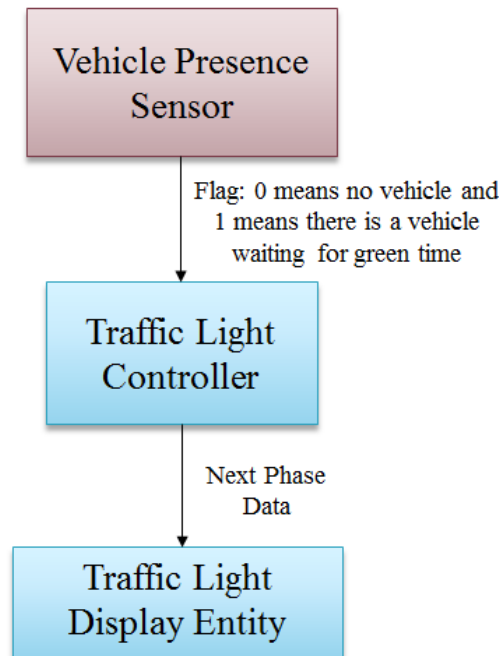 Vehicle Presence
Sensor
Flag: 0 means no vehicle and
1 means there is a vehicle
waiting for green time
Traffic Light
Controller
Next Phase
Data
Traffic Light
Display Entity